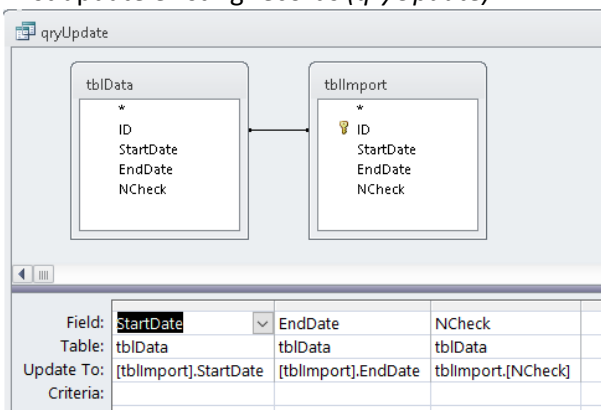 qryUpdate
tblData
*
ID
StartDate
EndDate
NCheck
tblImport
*
ID
StartDate
EndDate
NCheck
Field: StartDate EndDate NCheck
Table: tblData tblData tblData
Update To: [tblImport].StartDate [tblImport].EndDate tblImport.[NCheck]
Criteria: